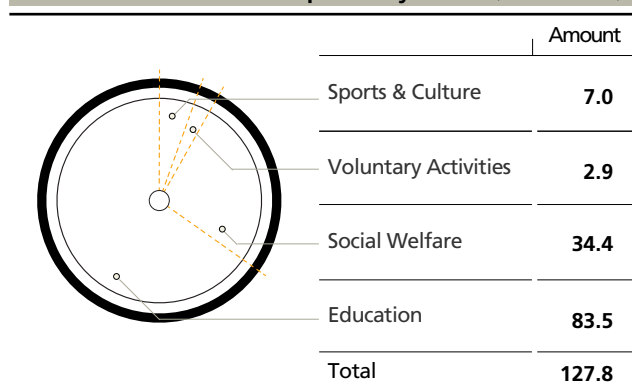 Amount
Sports & Culture 7.0
Voluntary Activities 2.9
Social Welfare 34.4
Education 83.5
Total 127.8